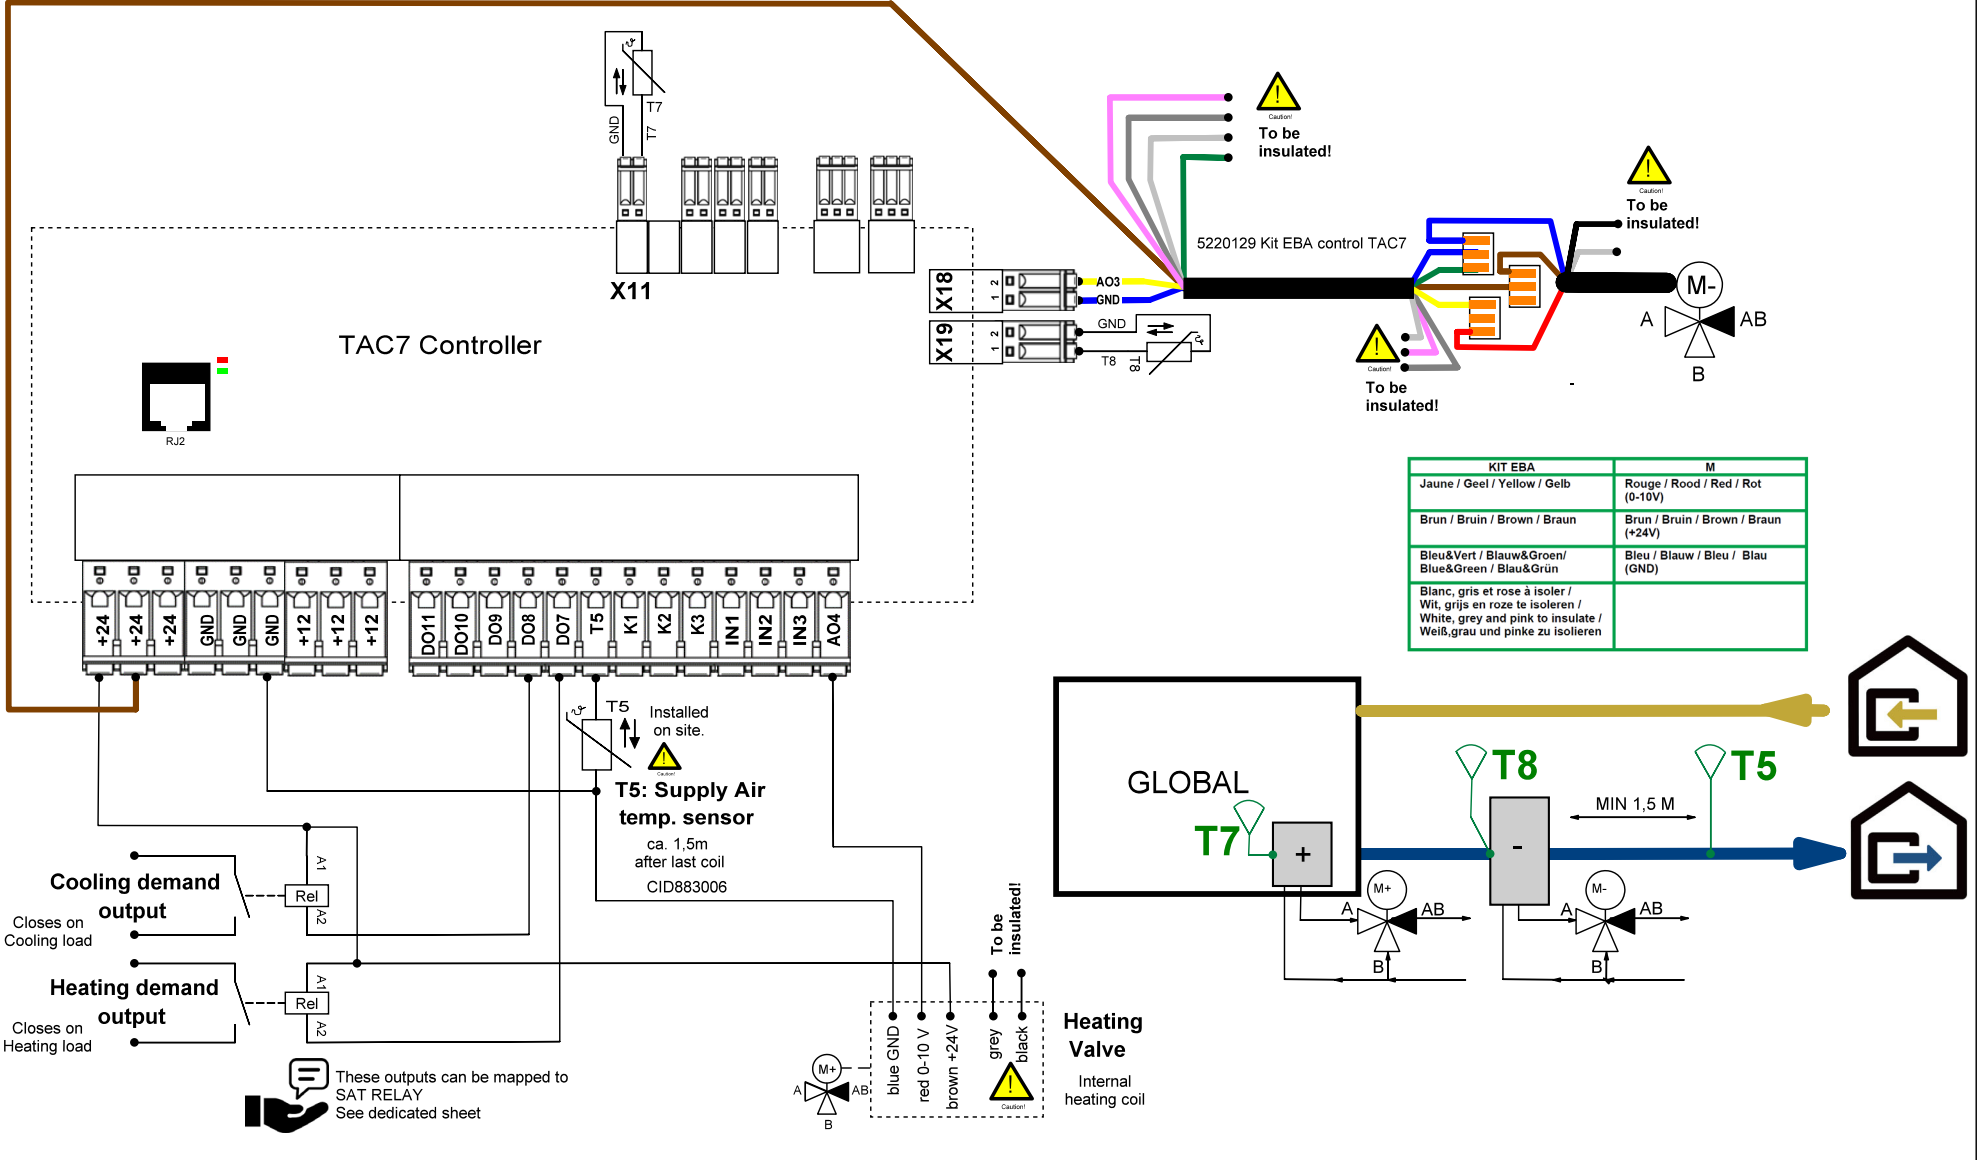 T7
GND
T7
X11
TAC7 Controller
RJ2
X18
2
1
AO3
GND
X19
2
1
GND
T8
T8
Caution!
To be
insulated!
5220129 Kit EBA control TAC7
Caution!
To be
insulated!
Caution!
To be
insulated!
M-
A
AB
B
-
KIT EBA
M
Jaune / Geel / Yellow / Gelb
Rouge / Rood / Red / Rot
(0-10V)
Brun / Bruin / Brown / Braun
Brun / Bruin / Brown / Braun
(+24V)
Bleu&Vert / Blauw&Groen/
Blue&Green / Blau&Grün
Bleu / Blauw / Bleu / Blau
(GND)
Blanc, gris et rose à isoler /
Wit, grijs en roze te isoleren /
White, grey and pink to insulate /
Weiß,grau und pinke zu isolieren
+24
+24
+24
GND
GND
GND
+12
+12
+12
DO11
DO10
DO9
DO8
DO7
T5
K1
K2
K3
IN1
IN2
IN3
AO4
T5
Installed
on site.
Caution!
T5: Supply Air
temp. sensor
ca. 1,5m
after last coil
CID883006
Cooling demand
output
Closes on
Cooling load
A1
Rel
A2
Heating demand
output
Closes on
Heating load
A1
Rel
A2
These outputs can be mapped to
SAT RELAY
See dedicated sheet
M+
A
AB
B
blue GND
red 0-10 V
brown +24V
grey
black
To be
insulated!
Caution!
Heating
Valve
Internal
heating coil
GLOBAL
T7
+
T8
-
MIN 1,5 M
T5
M+
A
AB
B
M-
A
AB
B